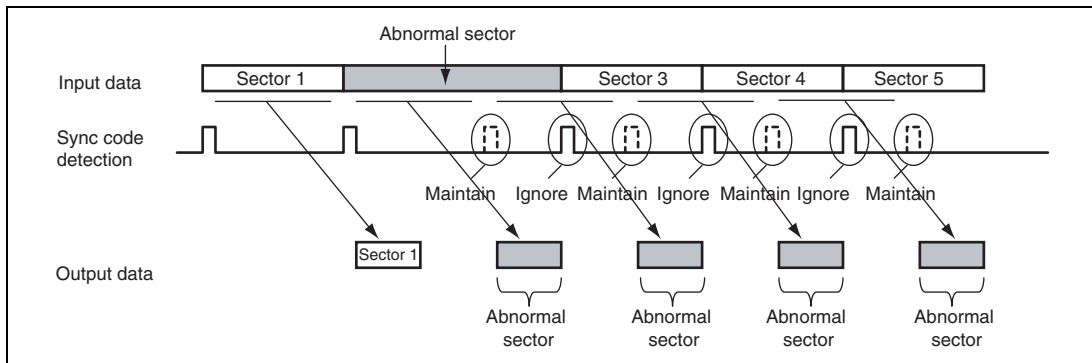 Abnormal sector
Input data
Sector 1
Sector 3
Sector 4
Sector 5
Sync code
detection
Maintain
Ignore
Maintain
Ignore
Maintain
Ignore
Maintain
Output data
Sector 1
Abnormal
sector
Abnormal
sector
Abnormal
sector
Abnormal
sector